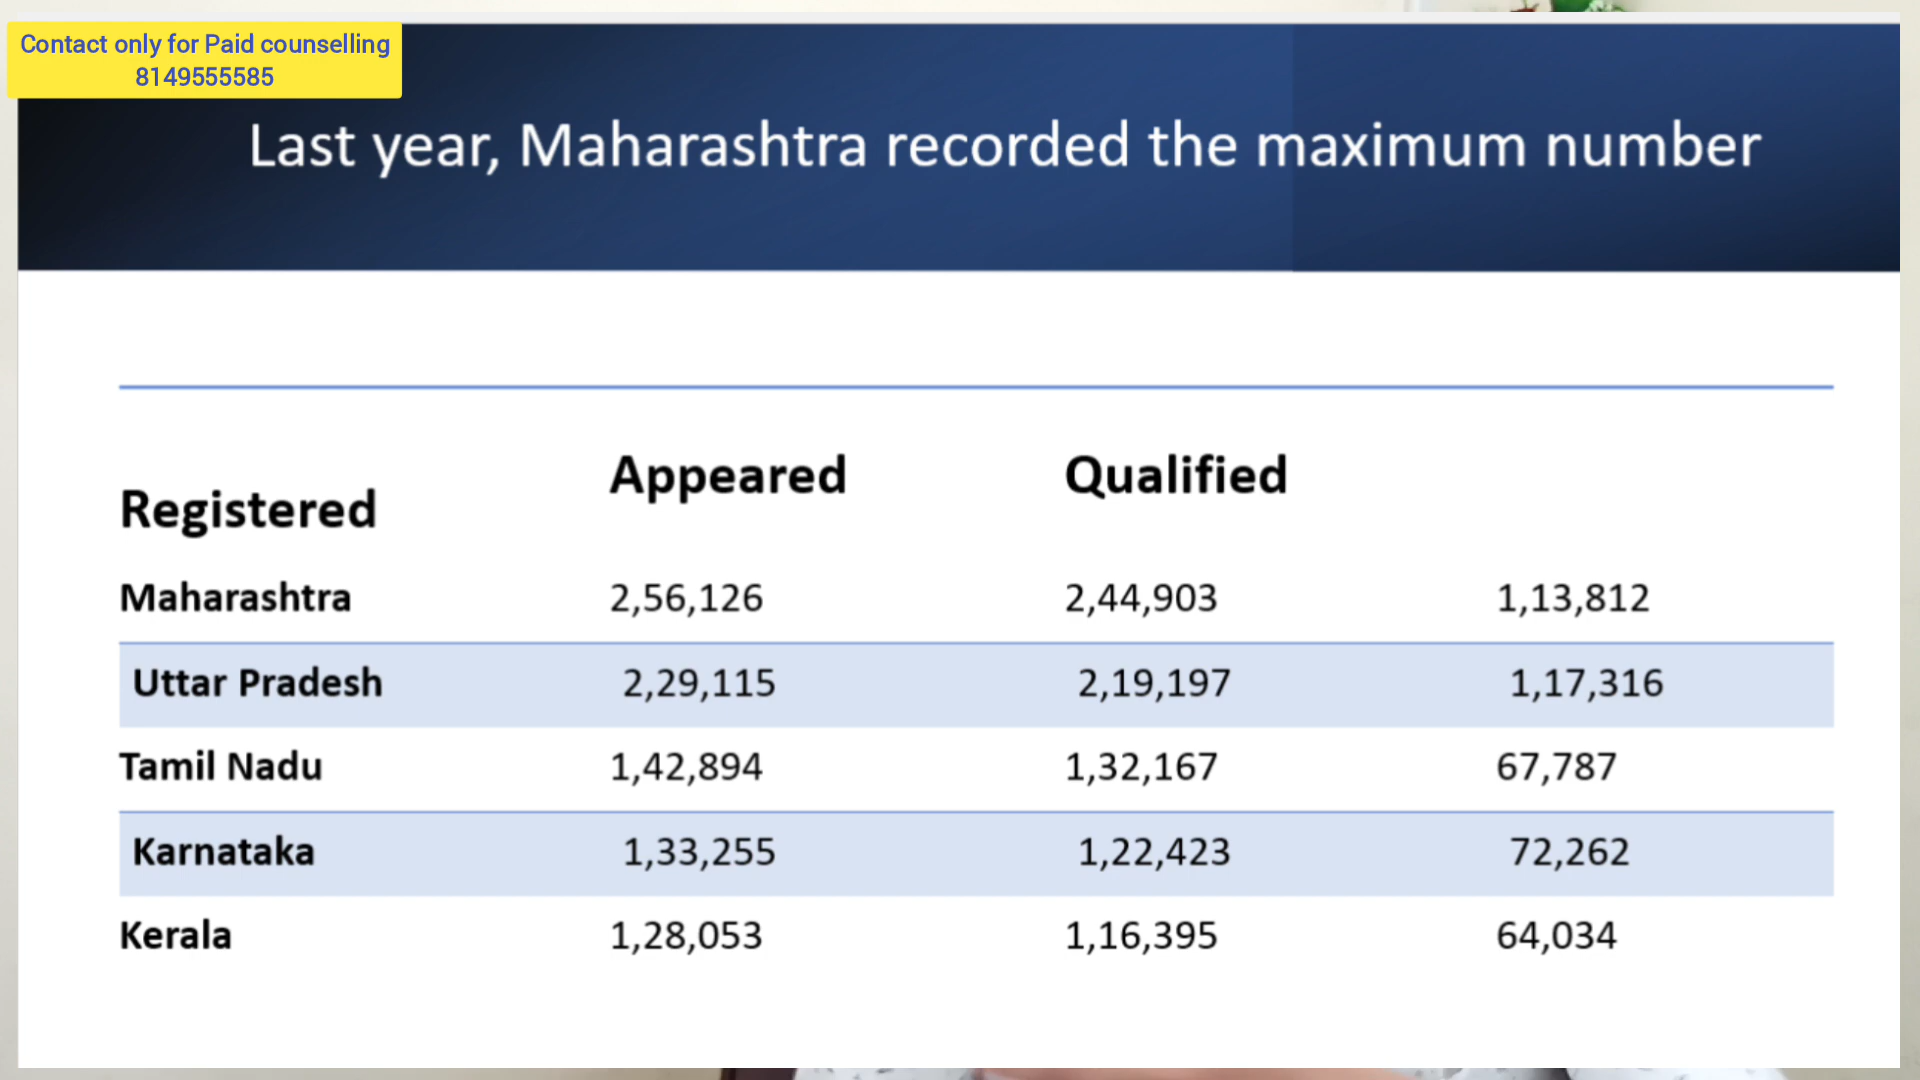 Contact only for Paid counselling
8149555585
Last year, Maharashtra recorded the maximum number
Registered Appeared Qualified
Maharashtra 2,56,126 2,44,903 1,13,812
Uttar Pradesh 2,29,115 2,19,197 1,17,316
Tamil Nadu 1,42,894 1,32,167 67,787
Karnataka 1,33,255 1,22,423 72,262
Kerala 1,28,053 1,16,395 64,034